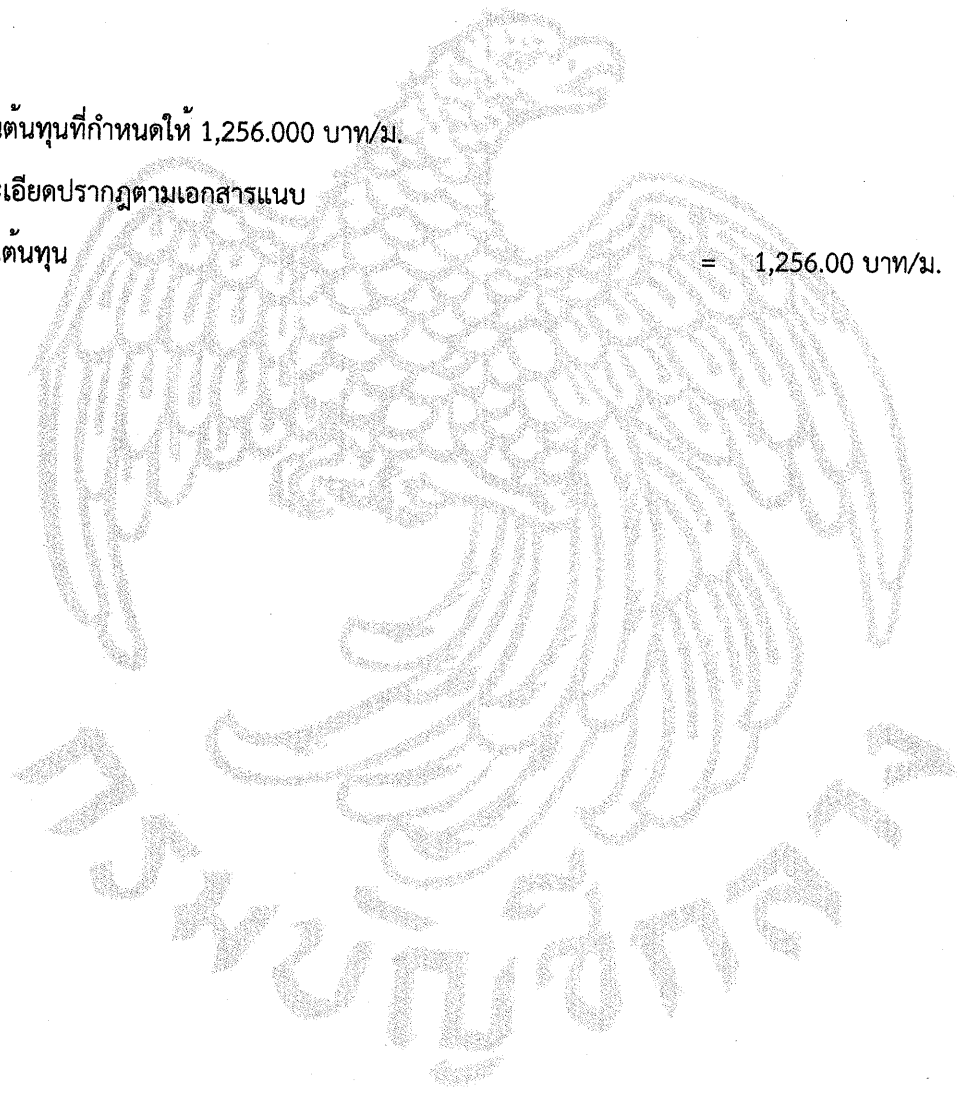 ต้นทุนที่กำหนดให้ 1,256.000 บาท/ม.
เอียดปรากฏตามเอกสารแนบ
ต้นทุน = 1,256.00 บาท/ม.
กรมบัญชีกลาง